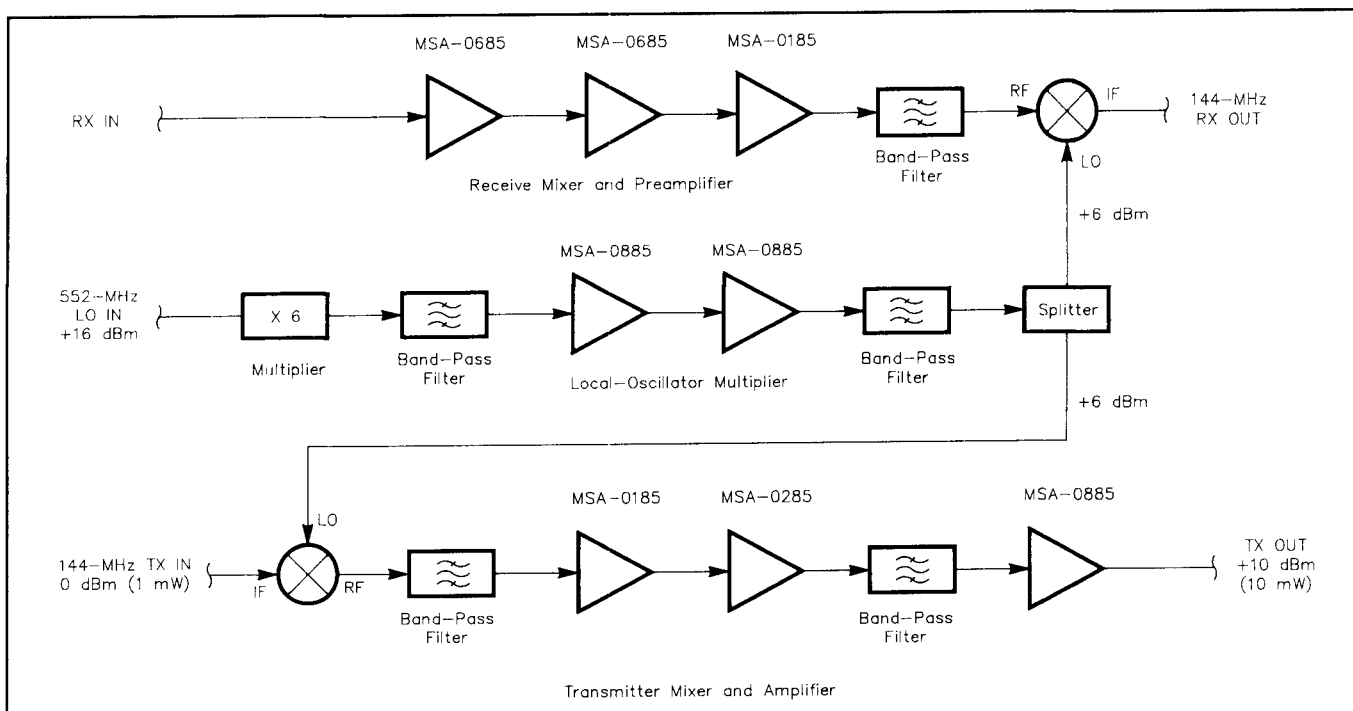 MSA-0685
MSA-0685
MSA-0185
RX IN
RF
IF
144-MHz
RX OUT
LO
Band-Pass
Filter
Receive Mixer and Preamplifier
+6 dBm
MSA-0885
MSA-0885
552-MHz
LO IN
+16 dBm
X 6
Splitter
Multiplier
Band-Pass
Filter
Local-Oscillator Multiplier
Band-Pass
Filter
+6 dBm
MSA-0185
MSA-0285
MSA-0885
LO
144-MHz TX IN
0 dBm (1 mW)
IF
RF
TX OUT
+10 dBm
(10 mW)
Band-Pass
Filter
Band-Pass
Filter
Transmitter Mixer and Amplifier